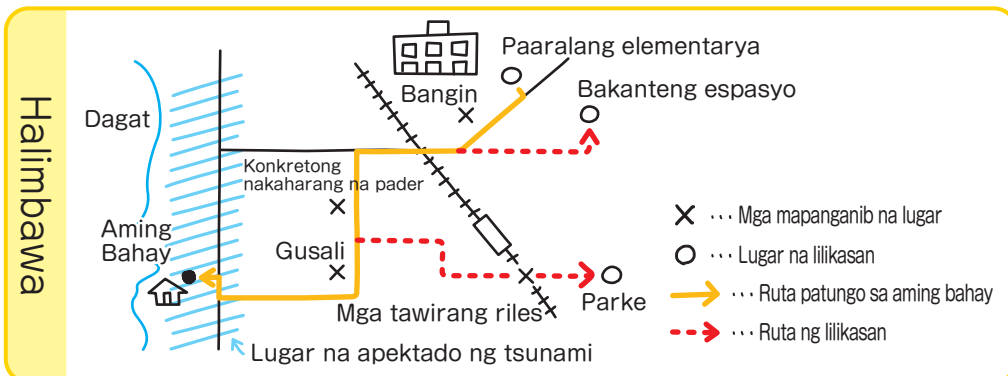 Halimbawa
Paaralang elementarya
Bangin
Bakanteng espasyo
Dagat
Konkretong
nakaharang na pader
Aming
Bahay
Gusali
Mga tawirang riles
Parke
Lugar na apektado ng tsunami
× ··· Mga mapanganib na lugar
○ ··· Lugar na lilikasan
··· Ruta patungo sa aming bahay
··· Ruta ng lilikasan